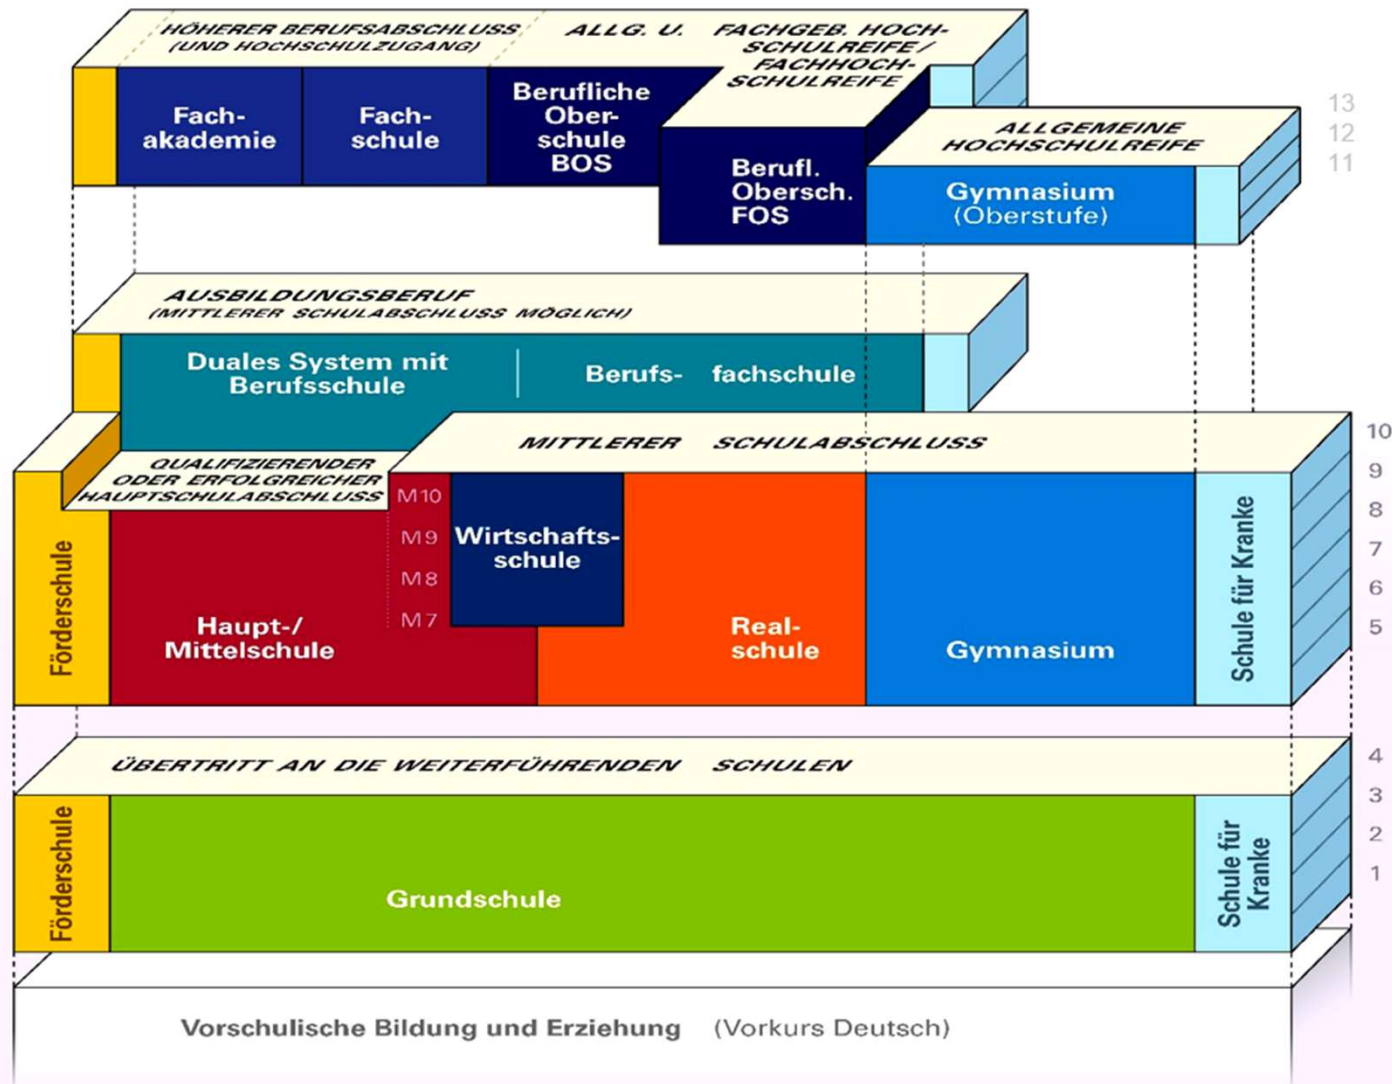 HÖHERER BERUFSABSCHLUSS
(UND HOCHSCHULZUGANG)
ALLG. U. FACHGEB. HOCH-
SCHULREIFE /
FACHHOCH-
SCHULREIFE
Fach-
akademie
Fach-
schule
Berufliche
Ober-
schule
BOS
Berufl.
Obersch.
FOS
ALLGEMEINE
HOCHSCHULREIFE
Gymnasium
(Oberstufe)
13
12
11
AUSBILDUNGSBERUF
(MITTLERER SCHULABSCHLUSS MÖGLICH)
Duales System mit
Berufsschule
Berufs- fachschule
MITTLERER SCHULABSCHLUSS
QUALIFIZIERENDER
ODER ERFOLGREICHER
HAUPTSCHULABSCHLUSS
Förderschule
Haupt-/
Mittelschule
M10
M9
M8
M7
Wirtschafts-
schule
Real-
schule
Gymnasium
Schule für Kranke
10
9
8
7
6
5
ÜBERTRITT AN DIE WEITERFÜHRENDEN SCHULEN
Förderschule
Grundschule
Schule für
Kranke
4
3
2
1
Vorschulische Bildung und Erziehung (Vorkurs Deutsch)